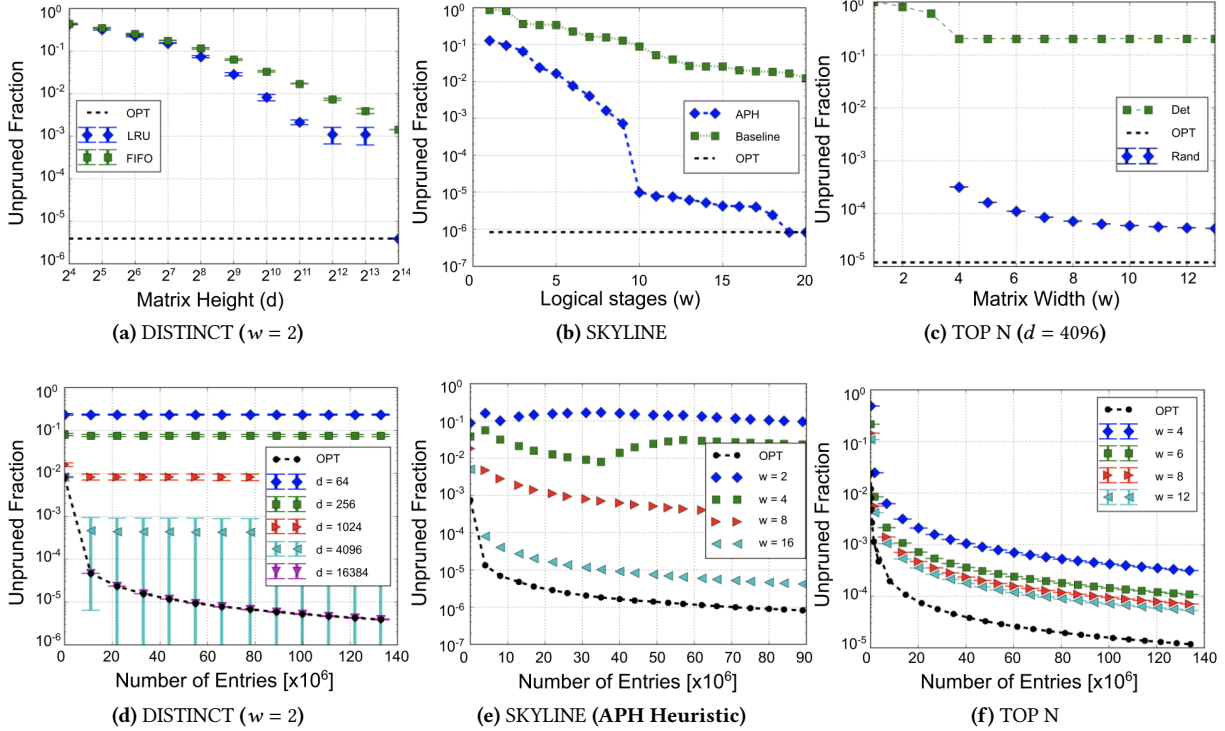 10⁰
10⁻¹
10⁻²
10⁻³
10⁻⁴
10⁻⁵
10⁻⁶
Unpruned Fraction
OPT
LRU
FIFO
2⁴ 2⁵ 2⁶ 2⁷ 2⁸ 2⁹ 2¹⁰ 2¹¹ 2¹² 2¹³ 2¹⁴
Matrix Height (d)
(a) DISTINCT (w = 2)
10⁰
10⁻¹
10⁻²
10⁻³
10⁻⁴
10⁻⁵
10⁻⁶
10⁻⁷
Unpruned Fraction
APH
Baseline
OPT
0 5 10 15 20
Logical stages (w)
(b) SKYLINE
10⁰
10⁻¹
10⁻²
10⁻³
10⁻⁴
10⁻⁵
Unpruned Fraction
Det
OPT
Rand
2 4 6 8 10 12
Matrix Width (w)
(c) TOP N (d = 4096)
10⁰
10⁻¹
10⁻²
10⁻³
10⁻⁴
10⁻⁵
10⁻⁶
Unpruned Fraction
OPT
d = 64
d = 256
d = 1024
d = 4096
d = 16384
0 20 40 60 80 100 120 140
Number of Entries [x10⁶]
(d) DISTINCT (w = 2)
10⁰
10⁻¹
10⁻²
10⁻³
10⁻⁴
10⁻⁵
10⁻⁶
10⁻⁷
Unpruned Fraction
OPT
w = 2
w = 4
w = 8
w = 16
0 10 20 30 40 50 60 70 80 90
Number of Entries [x10⁶]
(e) SKYLINE (APH Heuristic)
10⁰
10⁻¹
10⁻²
10⁻³
10⁻⁴
10⁻⁵
Unpruned Fraction
OPT
w = 4
w = 6
w = 8
w = 12
0 20 40 60 80 100 120 140
Number of Entries [x10⁶]
(f) TOP N